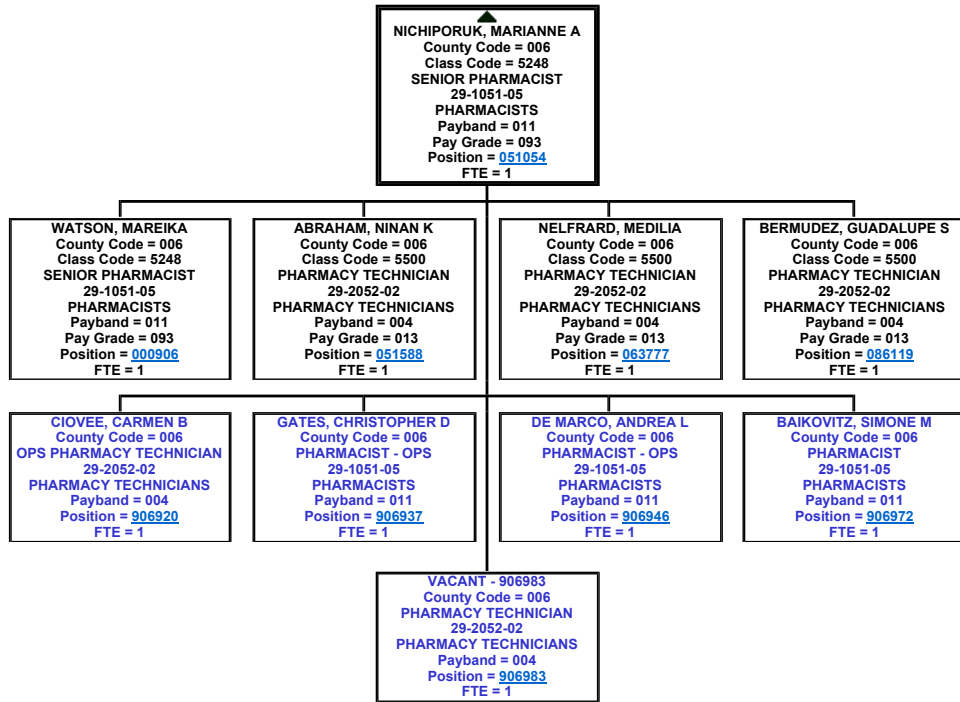 NICHIPORUK, MARIANNE A
County Code = 006
Class Code = 5248
SENIOR PHARMACIST
29-1051-05
PHARMACISTS
Payband = 011
Pay Grade = 093
Position = 051054
FTE = 1
WATSON, MAREIKA
County Code = 006
Class Code = 5248
SENIOR PHARMACIST
29-1051-05
PHARMACISTS
Payband = 011
Pay Grade = 093
Position = 000906
FTE = 1
ABRAHAM, NINAN K
County Code = 006
Class Code = 5500
PHARMACY TECHNICIAN
29-2052-02
PHARMACY TECHNICIANS
Payband = 004
Pay Grade = 013
Position = 051588
FTE = 1
NELFRARD, MEDILIA
County Code = 006
Class Code = 5500
PHARMACY TECHNICIAN
29-2052-02
PHARMACY TECHNICIANS
Payband = 004
Pay Grade = 013
Position = 063777
FTE = 1
BERMUDEZ, GUADALUPE S
County Code = 006
Class Code = 5500
PHARMACY TECHNICIAN
29-2052-02
PHARMACY TECHNICIANS
Payband = 004
Pay Grade = 013
Position = 086119
FTE = 1
CIOVEE, CARMEN B
County Code = 006
OPS PHARMACY TECHNICIAN
29-2052-02
PHARMACY TECHNICIANS
Payband = 004
Position = 906920
FTE = 1
GATES, CHRISTOPHER D
County Code = 006
PHARMACIST - OPS
29-1051-05
PHARMACISTS
Payband = 011
Position = 906937
FTE = 1
DE MARCO, ANDREA L
County Code = 006
PHARMACIST - OPS
29-1051-05
PHARMACISTS
Payband = 011
Position = 906946
FTE = 1
BAIKOVITZ, SIMONE M
County Code = 006
PHARMACIST
29-1051-05
PHARMACISTS
Payband = 011
Position = 906972
FTE = 1
VACANT - 906983
County Code = 006
PHARMACY TECHNICIAN
29-2052-02
PHARMACY TECHNICIANS
Payband = 004
Position = 906983
FTE = 1